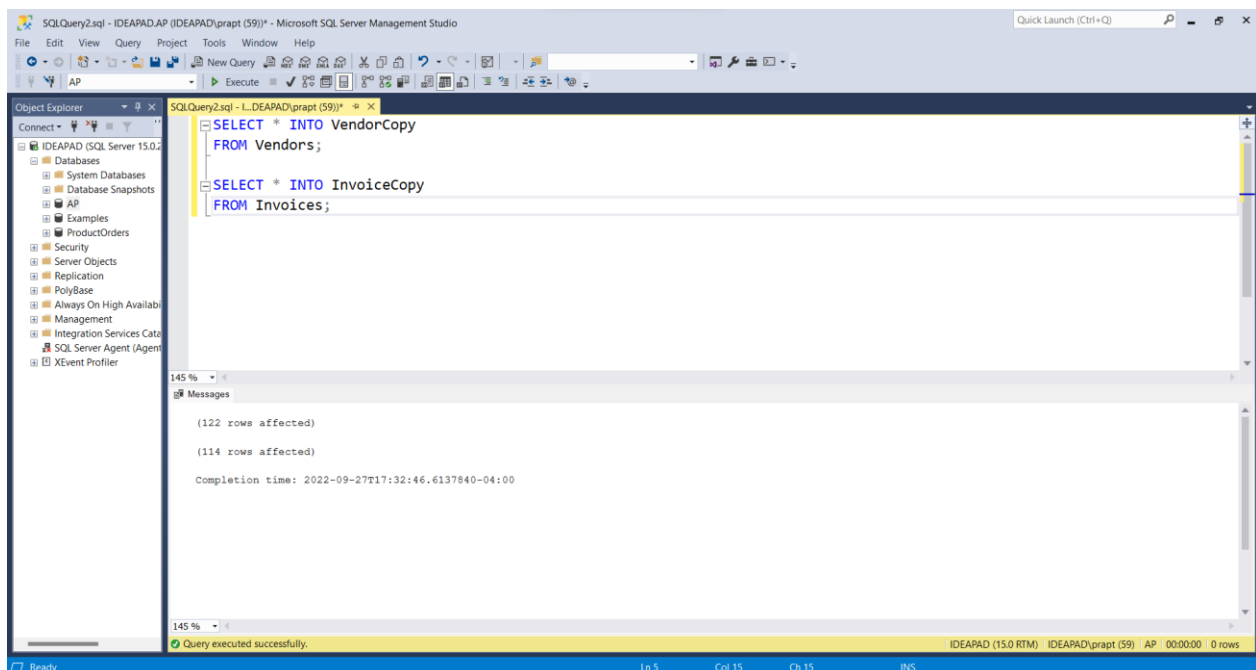 SQLQuery2.sql - IDEAPAD.AP (IDEAPAD\prapt (59))* - Microsoft SQL Server Management Studio
Quick Launch (Ctrl+Q)
File Edit View Query Project Tools Window Help
New Query
AP
Execute
Object Explorer
SQLQuery2.sql - I...DEAPAD\prapt (59))*
Connect
IDEAPAD (SQL Server 15.0.2
Databases
System Databases
Database Snapshots
AP
Examples
ProductOrders
Security
Server Objects
Replication
PolyBase
Always On High Availabi
Management
Integration Services Cata
SQL Server Agent (Agent
XEvent Profiler
SELECT * INTO VendorCopy
FROM Vendors;
SELECT * INTO InvoiceCopy
FROM Invoices;
145 %
Messages
(122 rows affected)
(114 rows affected)
Completion time: 2022-09-27T17:32:46.6137840-04:00
145 %
Query executed successfully.
IDEAPAD (15.0 RTM) IDEAPAD\prapt (59) AP 00:00:00 0 rows
Ready
Ln 5 Col 15 Ch 15 INS